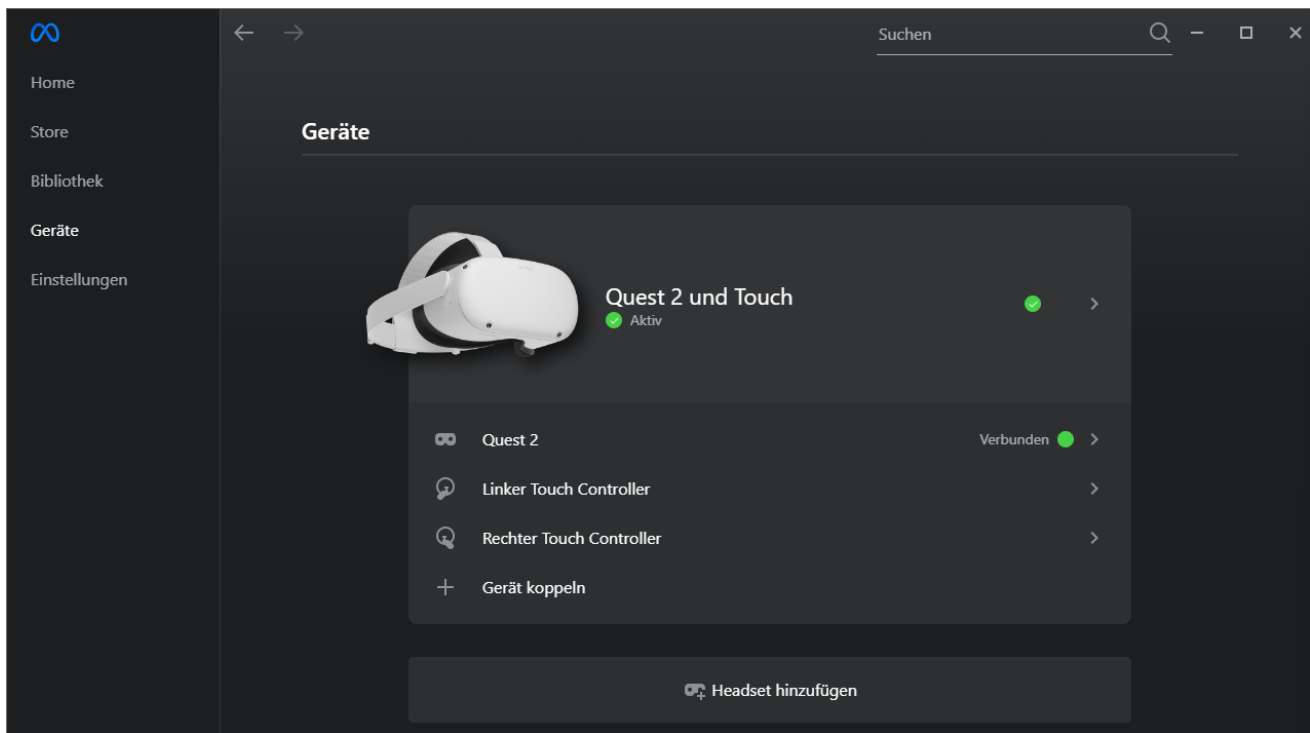 Suchen
Home
Store
Bibliothek
Geräte
Einstellungen
Geräte
Quest 2 und Touch
Aktiv
Quest 2
Verbunden
Linker Touch Controller
Rechter Touch Controller
Gerät koppeln
Headset hinzufügen